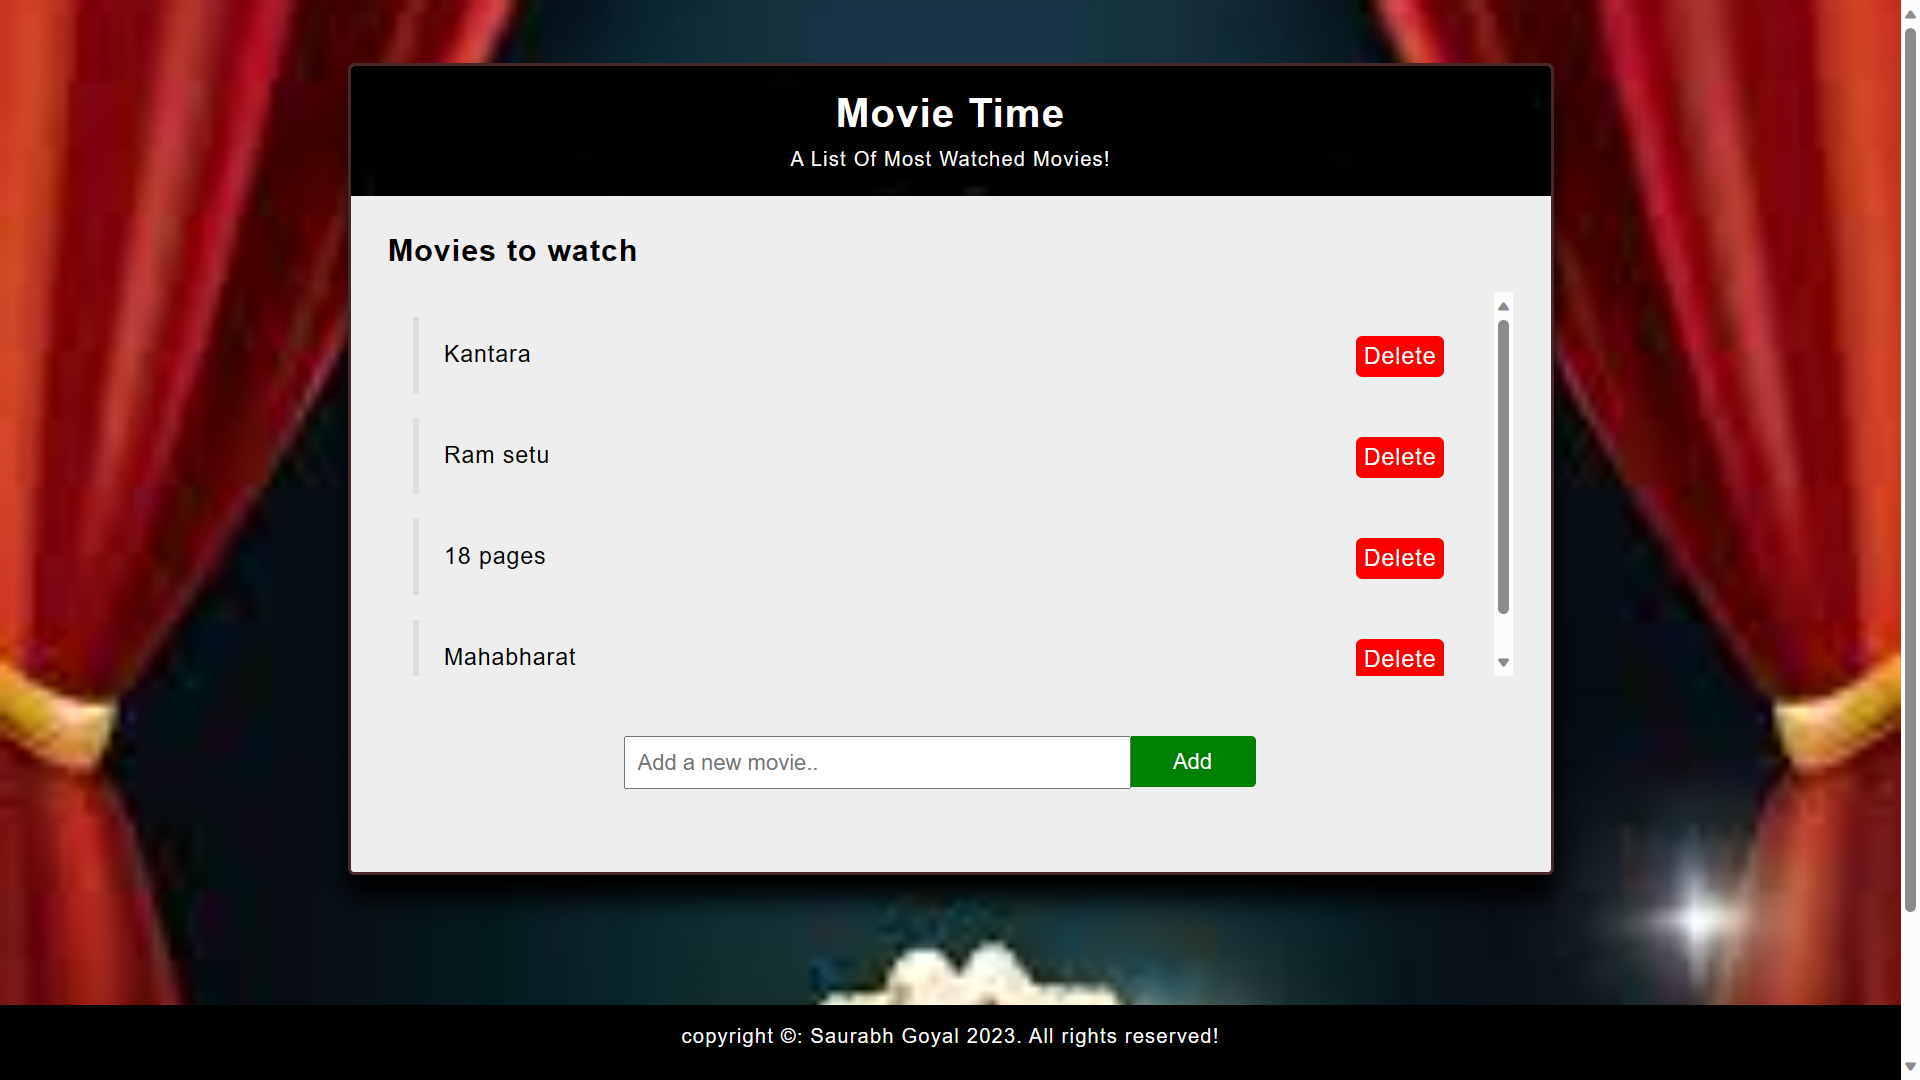 Movie Time
A List Of Most Watched Movies!
Movies to watch
Kantara
Delete
Ram setu
Delete
18 pages
Delete
Mahabharat
Delete
Add a new movie..
Add
copyright ©: Saurabh Goyal 2023. All rights reserved!